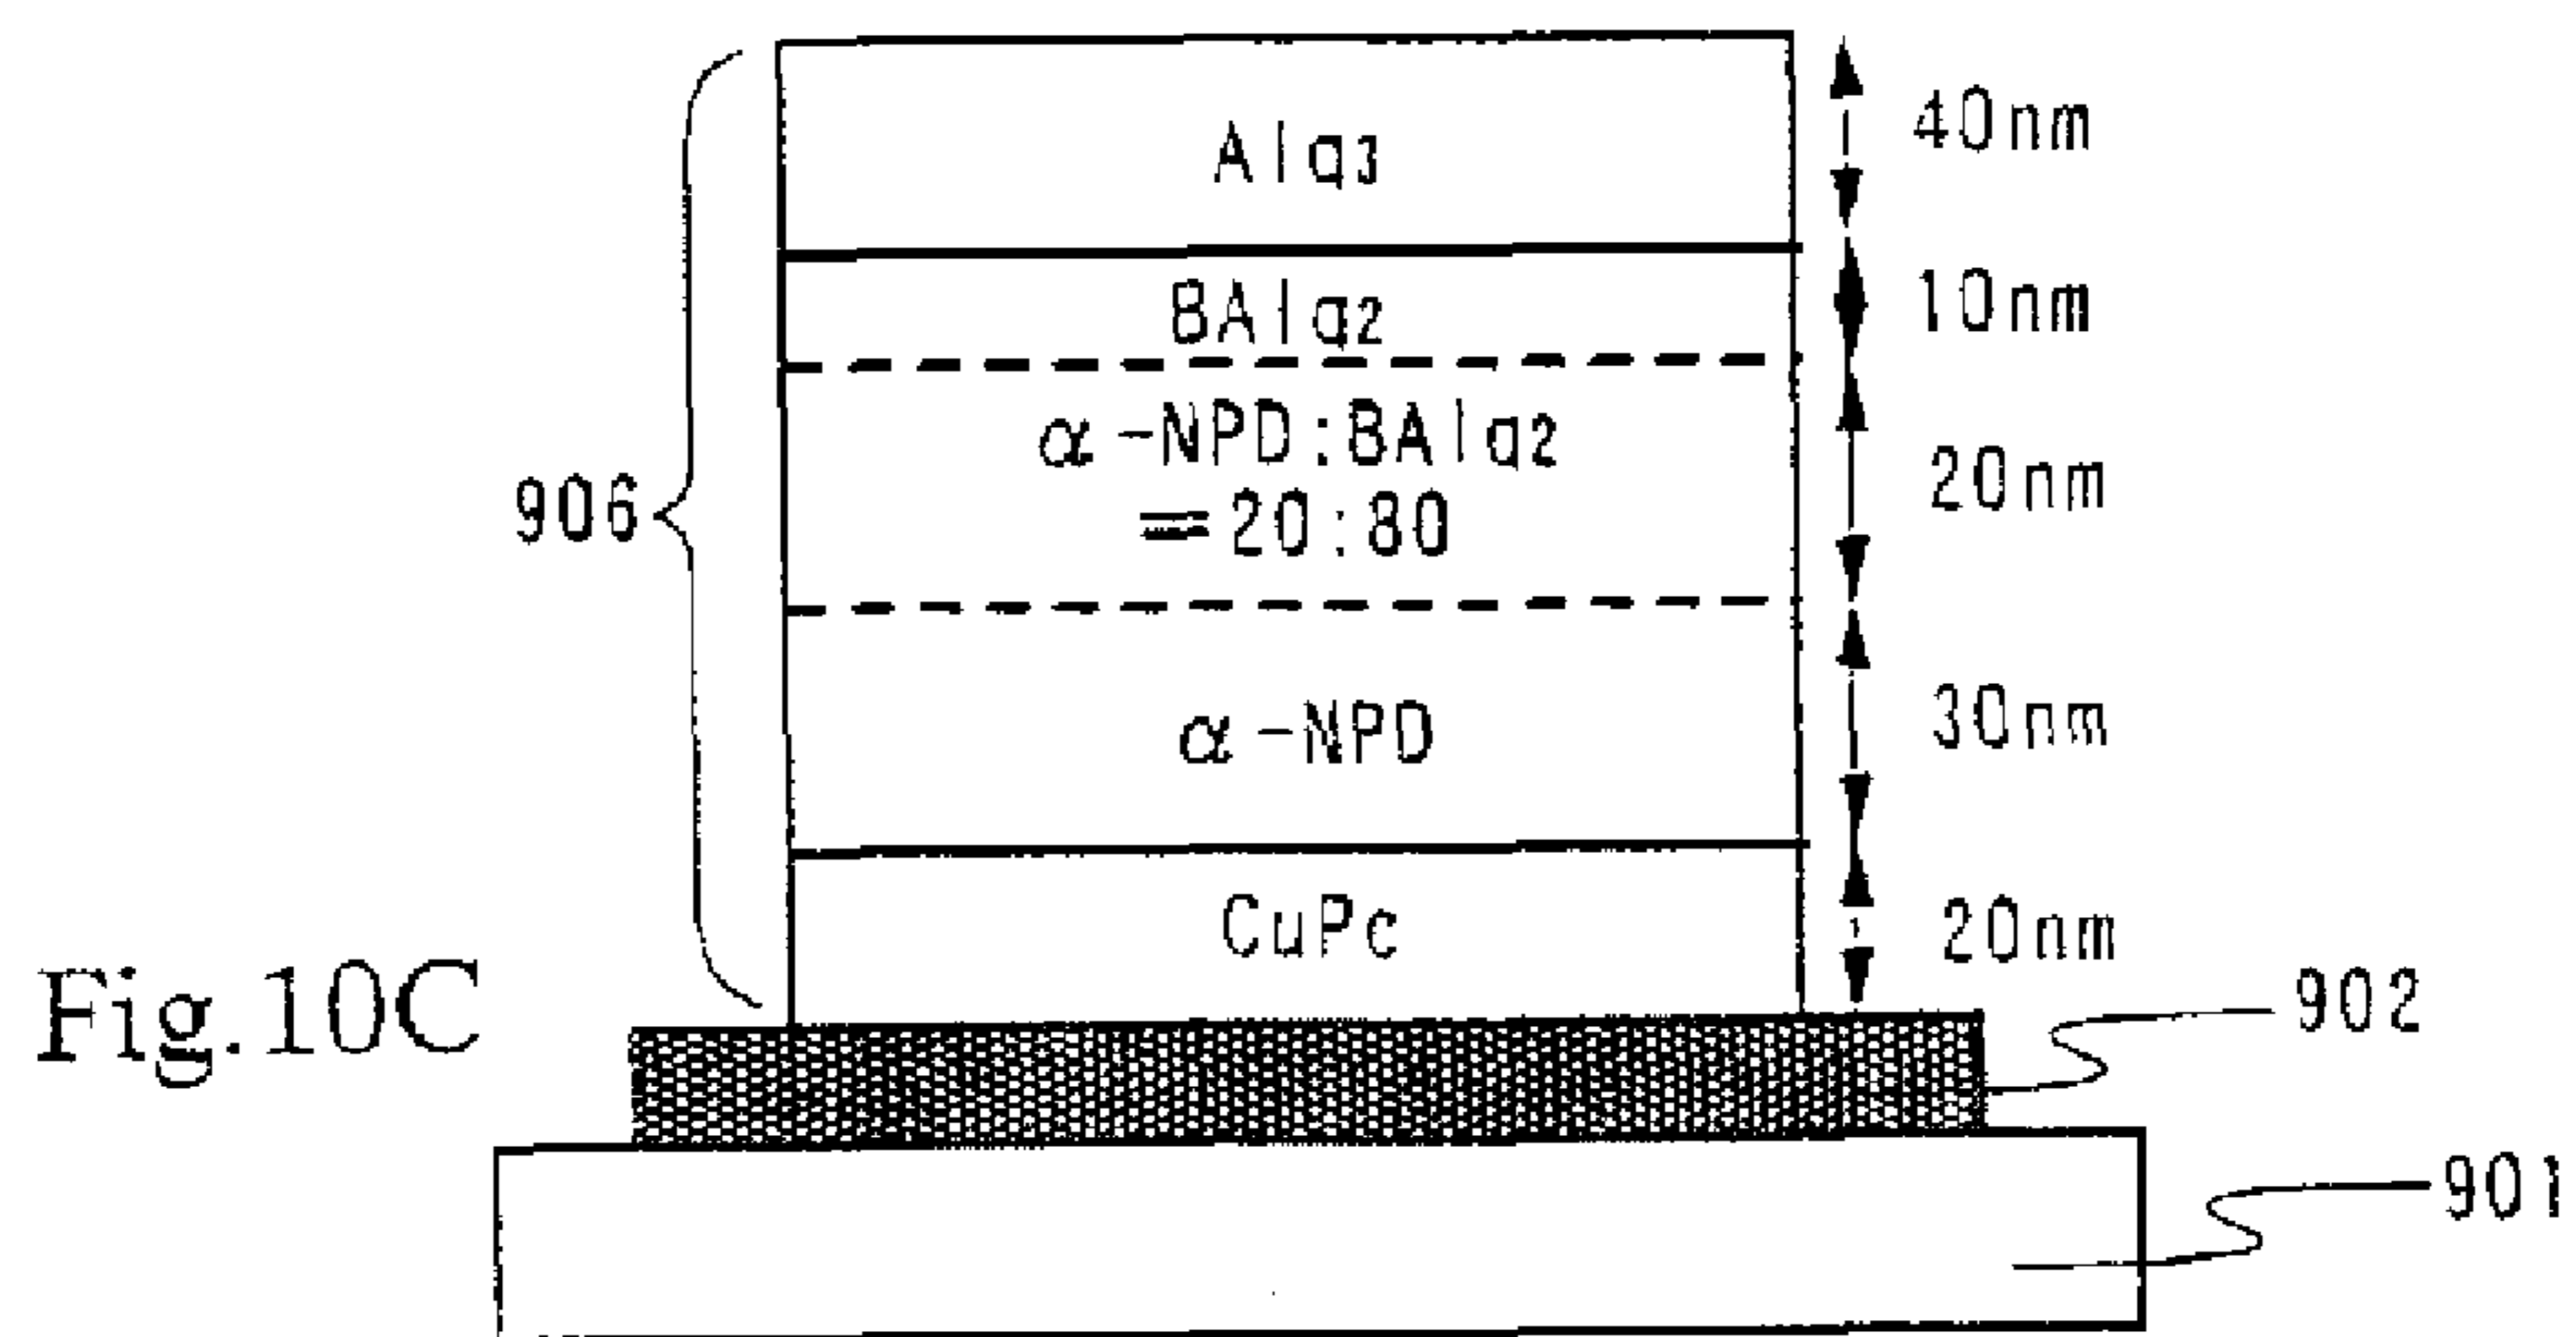 Alq3
40nm
BAlq2
10nm
α-NPD:BAlq2
=20:80
20nm
906
α-NPD
30nm
CuPc
20nm
Fig.10C
902
901